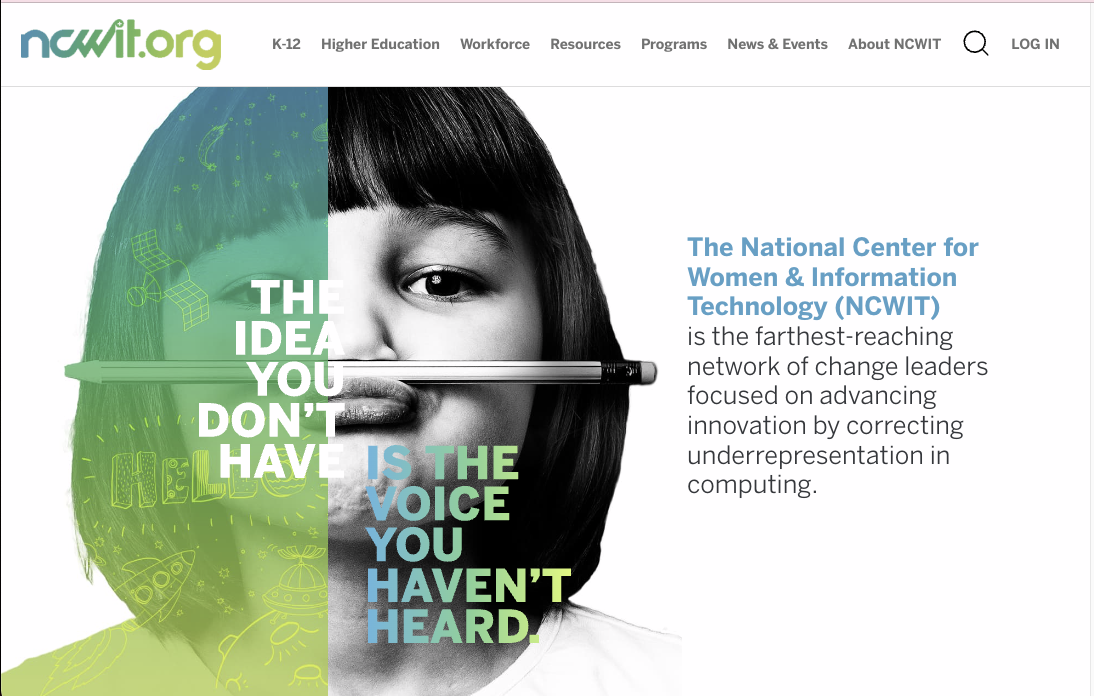 ncwit.org
K-12 Higher Education Workforce Resources Programs News & Events About NCWIT LOG IN
THE
IDEA
YOU
DON'T
HAVE
HELLO
IS THE
VOICE
YOU
HAVEN'T
HEARD.
The National Center for
Women & Information
Technology (NCWIT)
is the farthest-reaching
network of change leaders
focused on advancing
innovation by correcting
underrepresentation in
computing.